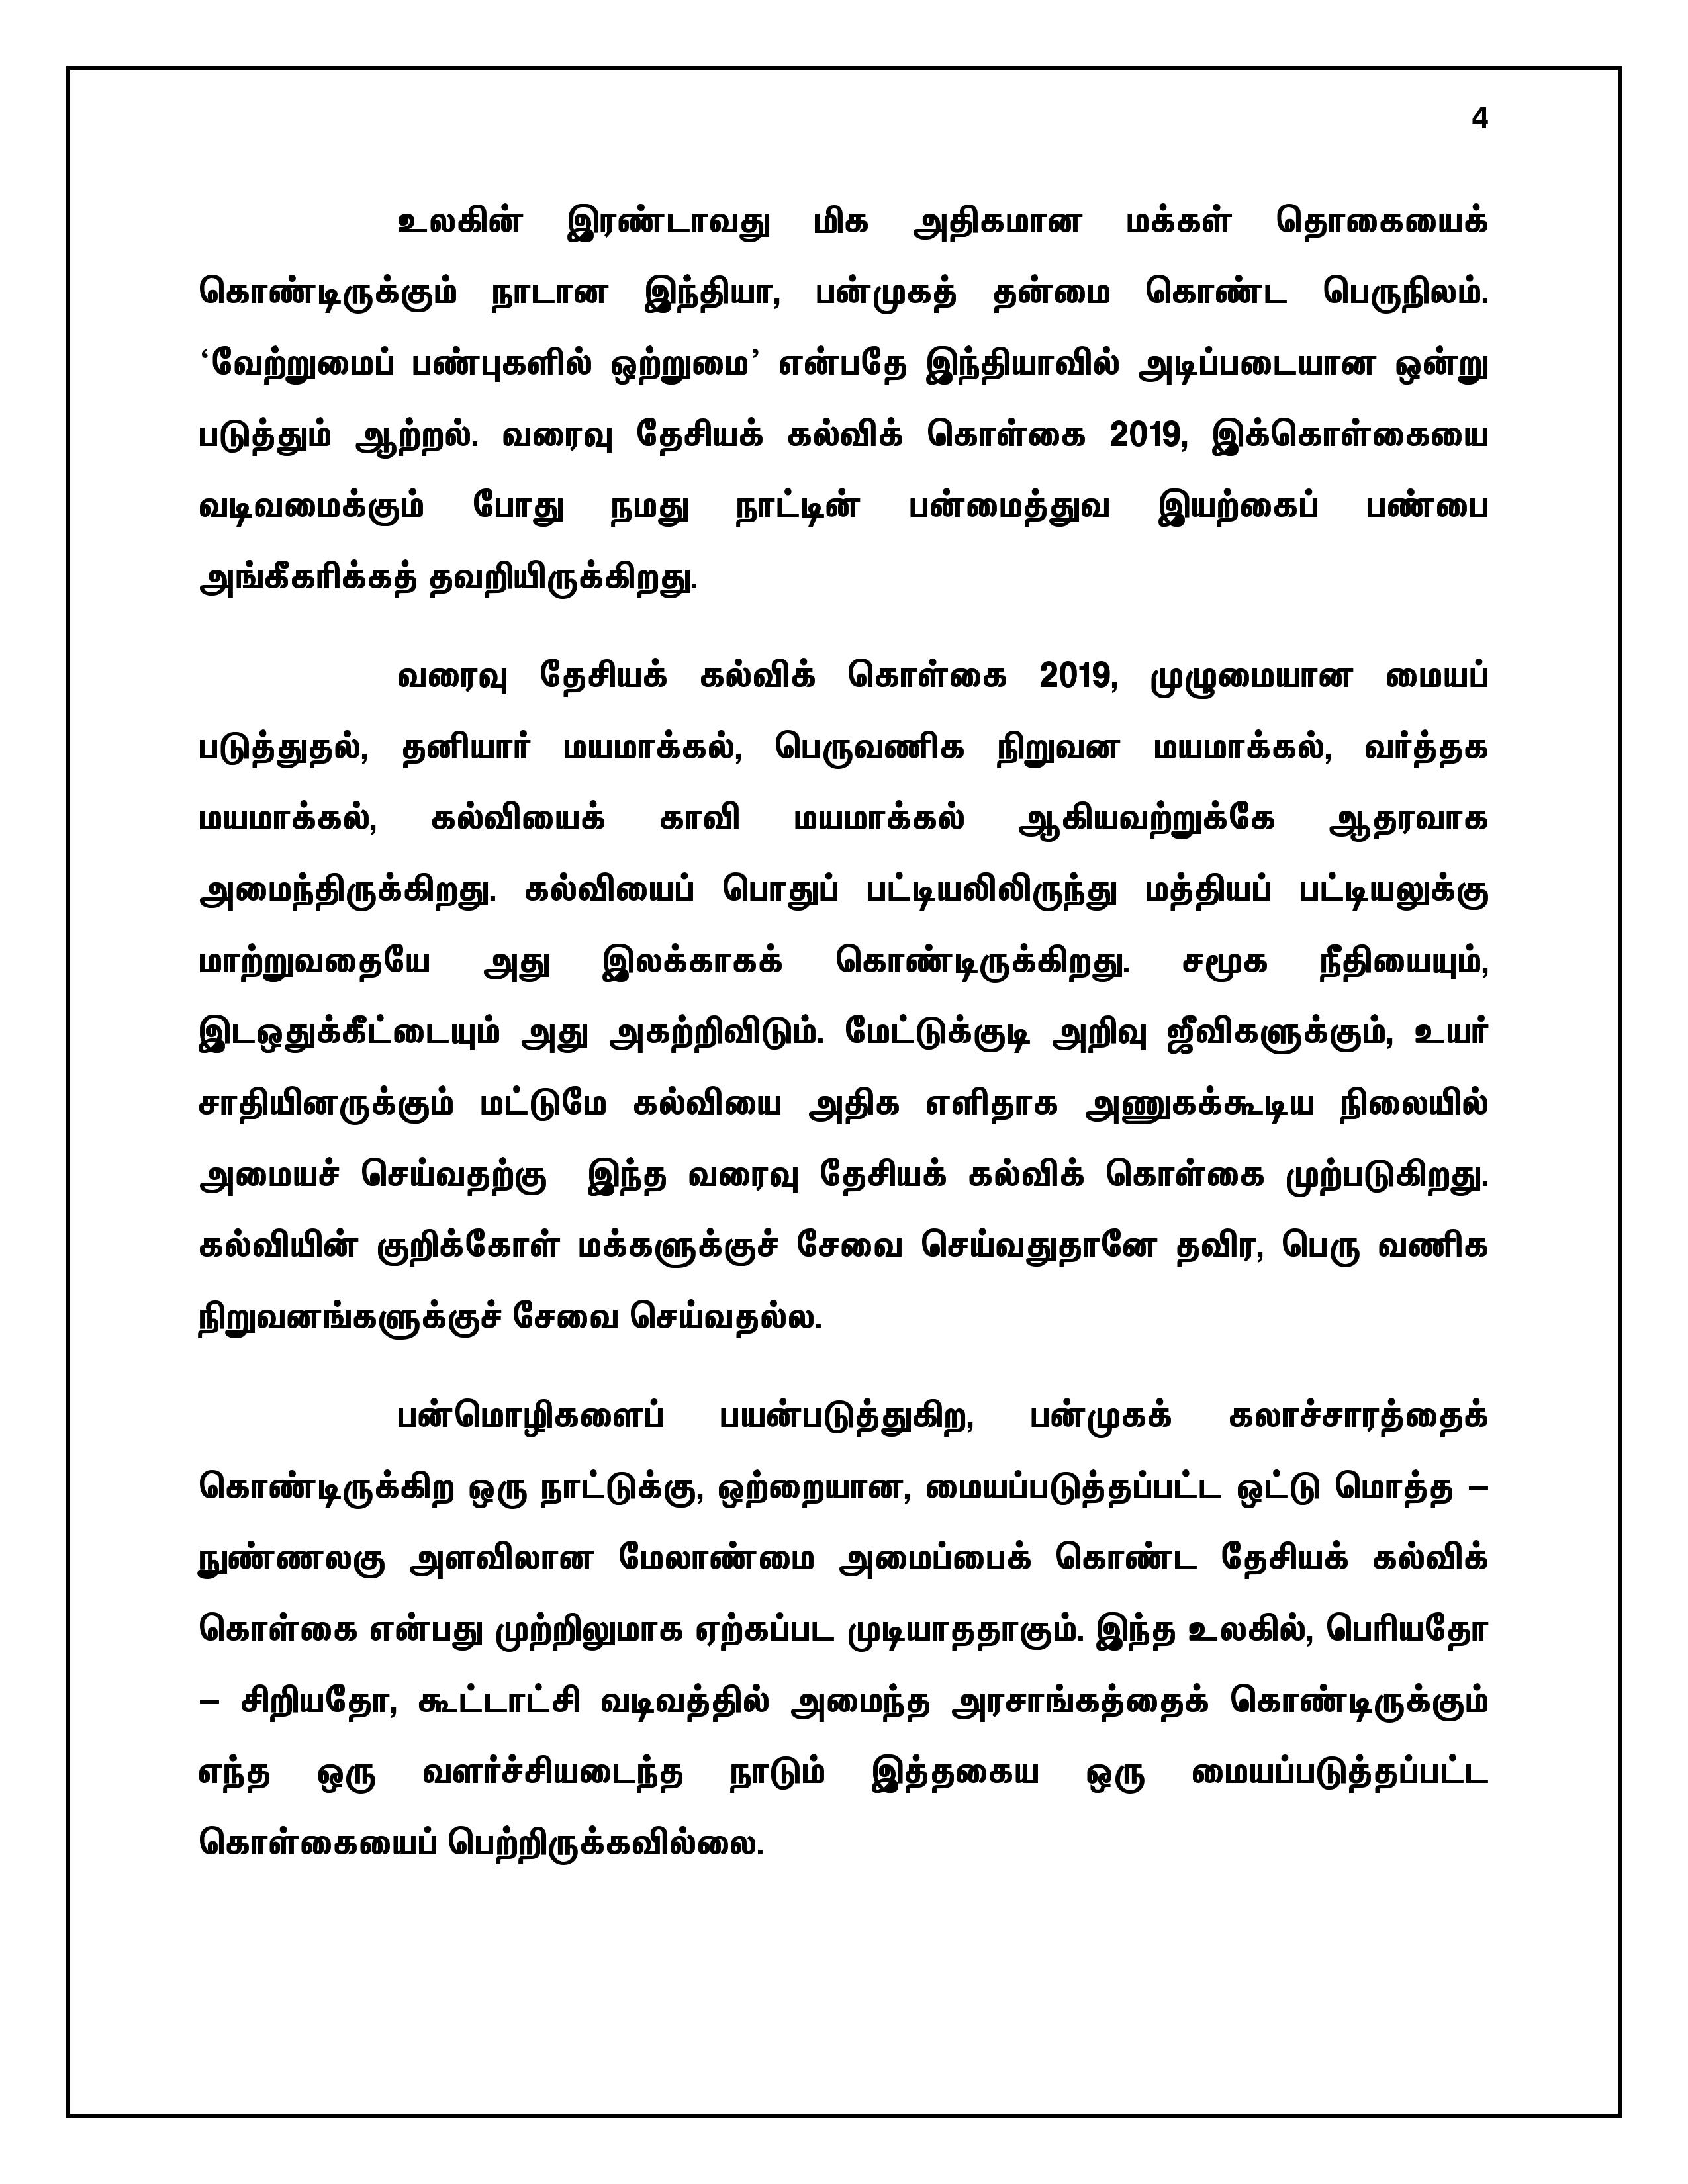 4
உலகின் இரண்டாவது மிக அதிகமான மக்கள் தொகையைக்
கொண்டிருக்கும் நாடான இந்தியா, பன்முகத் தன்மை கொண்ட பெருநிலம்.
‘வேற்றுமைப் பண்புகளில் ஒற்றுமை’ என்பதே இந்தியாவில் அடிப்படையான ஒன்று
படுத்தும் ஆற்றல். வரைவு தேசியக் கல்விக் கொள்கை 2019, இக்கொள்கையை
வடிவமைக்கும் போது நமது நாட்டின் பன்மைத்துவ இயற்கைப் பண்பை
அங்கீகரிக்கத் தவறியிருக்கிறது.
வரைவு தேசியக் கல்விக் கொள்கை 2019, முழுமையான மையப்
படுத்துதல், தனியார் மயமாக்கல், பெருவணிக நிறுவன மயமாக்கல், வர்த்தக
மயமாக்கல், கல்வியைக் காவி மயமாக்கல் ஆகியவற்றுக்கே ஆதரவாக
அமைந்திருக்கிறது. கல்வியைப் பொதுப் பட்டியலிலிருந்து மத்தியப் பட்டியலுக்கு
மாற்றுவதையே அது இலக்காகக் கொண்டிருக்கிறது. சமூக நீதியையும்,
இடஒதுக்கீட்டையும் அது அகற்றிவிடும். மேட்டுக்குடி அறிவு ஜீவிகளுக்கும், உயர்
சாதியினருக்கும் மட்டுமே கல்வியை அதிக எளிதாக அணுகக்கூடிய நிலையில்
அமையச் செய்வதற்கு இந்த வரைவு தேசியக் கல்விக் கொள்கை முற்படுகிறது.
கல்வியின் குறிக்கோள் மக்களுக்குச் சேவை செய்வதுதானே தவிர, பெரு வணிக
நிறுவனங்களுக்குச் சேவை செய்வதல்ல.
பன்மொழிகளைப் பயன்படுத்துகிற, பன்முகக் கலாச்சாரத்தைக்
கொண்டிருக்கிற ஒரு நாட்டுக்கு, ஒற்றையான, மையப்படுத்தப்பட்ட ஒட்டு மொத்த –
நுண்ணலகு அளவிலான மேலாண்மை அமைப்பைக் கொண்ட தேசியக் கல்விக்
கொள்கை என்பது முற்றிலுமாக ஏற்கப்பட முடியாததாகும். இந்த உலகில், பெரியதோ
– சிறியதோ, கூட்டாட்சி வடிவத்தில் அமைந்த அரசாங்கத்தைக் கொண்டிருக்கும்
எந்த ஒரு வளர்ச்சியடைந்த நாடும் இத்தகைய ஒரு மையப்படுத்தப்பட்ட
கொள்கையைப் பெற்றிருக்கவில்லை.